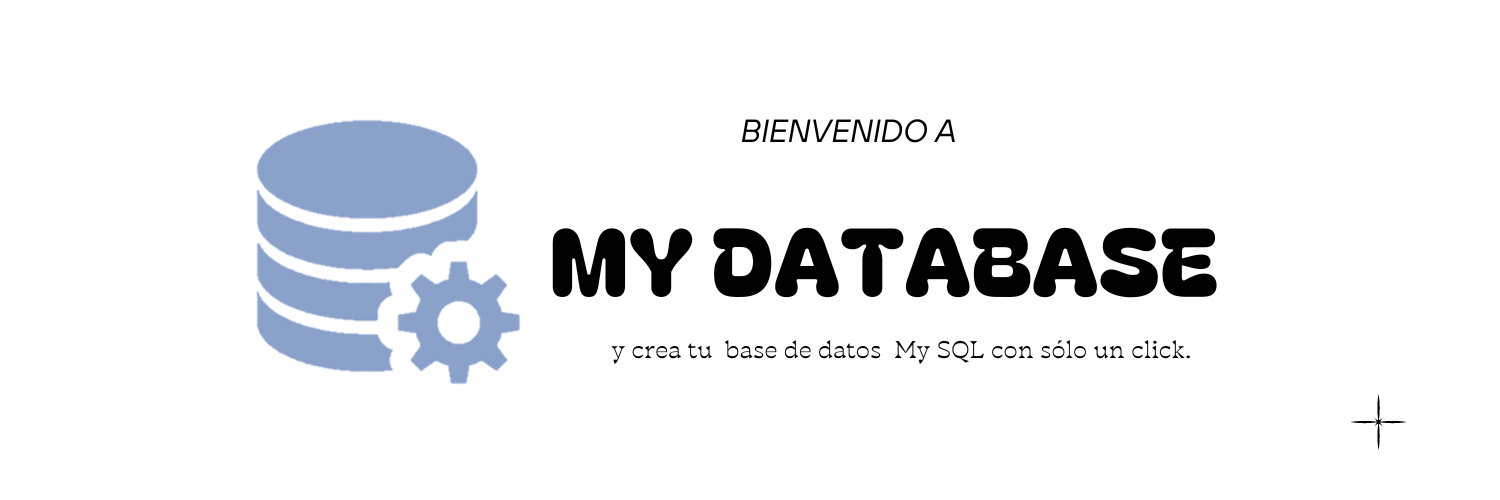 BIENVENIDO A
MY DATABASE
y crea tu base de datos My SQL con sólo un click.